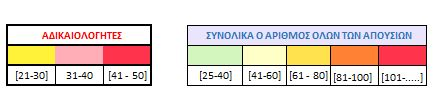 ΑΔΙΚΑΙΟΛΟΓΗΤΕΣ
[21-30] 31-40 [41 - 50]
ΣΥΝΟΛΙΚΑ Ο ΑΡΙΘΜΟΣ ΟΛΩΝ ΤΩΝ ΑΠΟΥΣΙΩΝ
[25-40] [41-60] [61 - 80] [81-100] [101-.....]